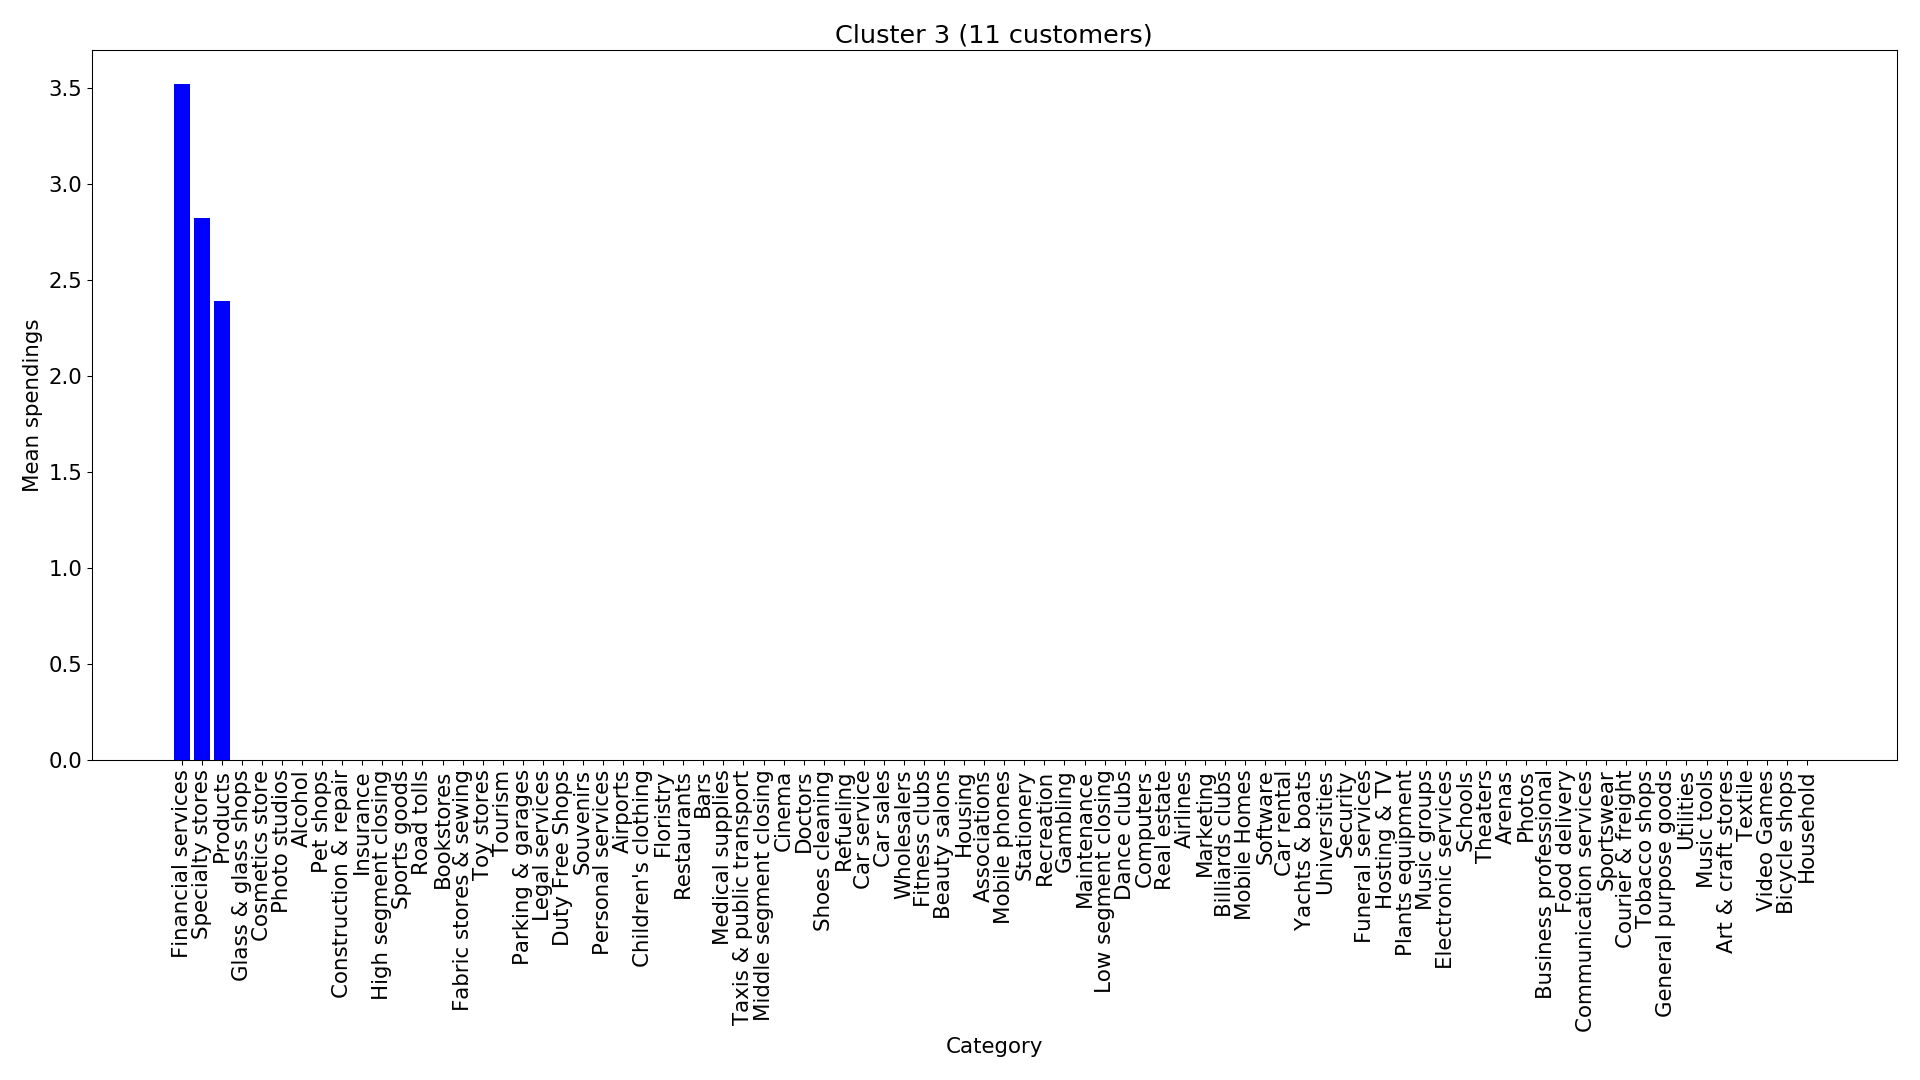 Cluster 3 (11 customers)
3.5
3.0
2.5
2.0
1.5
1.0
0.5
0.0
Mean spendings
Financial services
Specialty stores
Products
Glass & glass shops
Cosmetics store
Photo studios
Alcohol
Pet shops
Construction & repair
Insurance
High segment closing
Sports goods
Road tolls
Bookstores
Fabric stores & sewing
Toy stores
Tourism
Parking & garages
Legal services
Duty Free Shops
Souvenirs
Personal services
Airports
Children's clothing
Floristry
Restaurants
Bars
Medical supplies
Taxis & public transport
Middle segment closing
Cinema
Doctors
Shoes cleaning
Refueling
Car service
Car sales
Wholesalers
Fitness clubs
Beauty salons
Housing
Associations
Mobile phones
Stationery
Recreation
Gambling
Maintenance
Low segment closing
Dance clubs
Computers
Real estate
Airlines
Marketing
Billiards clubs
Mobile Homes
Software
Car rental
Yachts & boats
Universities
Security
Funeral services
Hosting & TV
Plants equipment
Music groups
Electronic services
Schools
Theaters
Arenas
Photos
Business professional
Food delivery
Communication services
Sportswear
Courier & freight
Tobacco shops
General purpose goods
Utilities
Music tools
Art & craft stores
Textile
Video Games
Bicycle shops
Household
Category